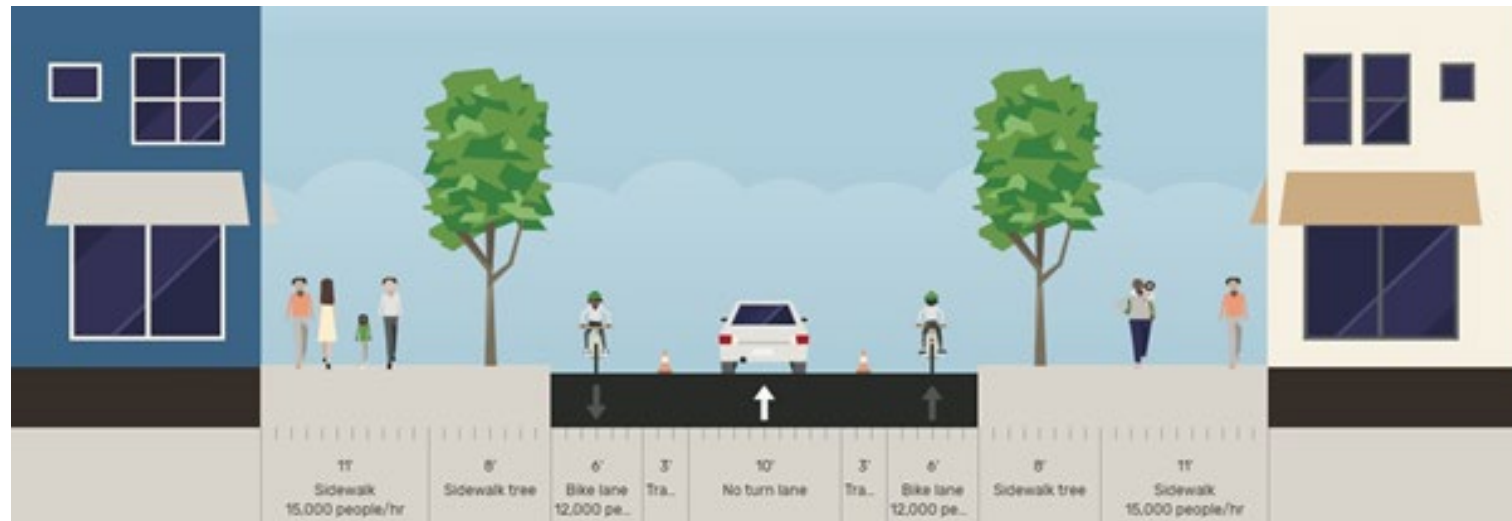 11'
Sidewalk
15,000 people/hr
8'
Sidewalk tree
6'
Bike lane
12,000 pe...
3'
Tra...
10'
No turn lane
3'
Tra...
6'
Bike lane
12,000 pe...
8'
Sidewalk tree
11'
Sidewalk
15,000 people/hr